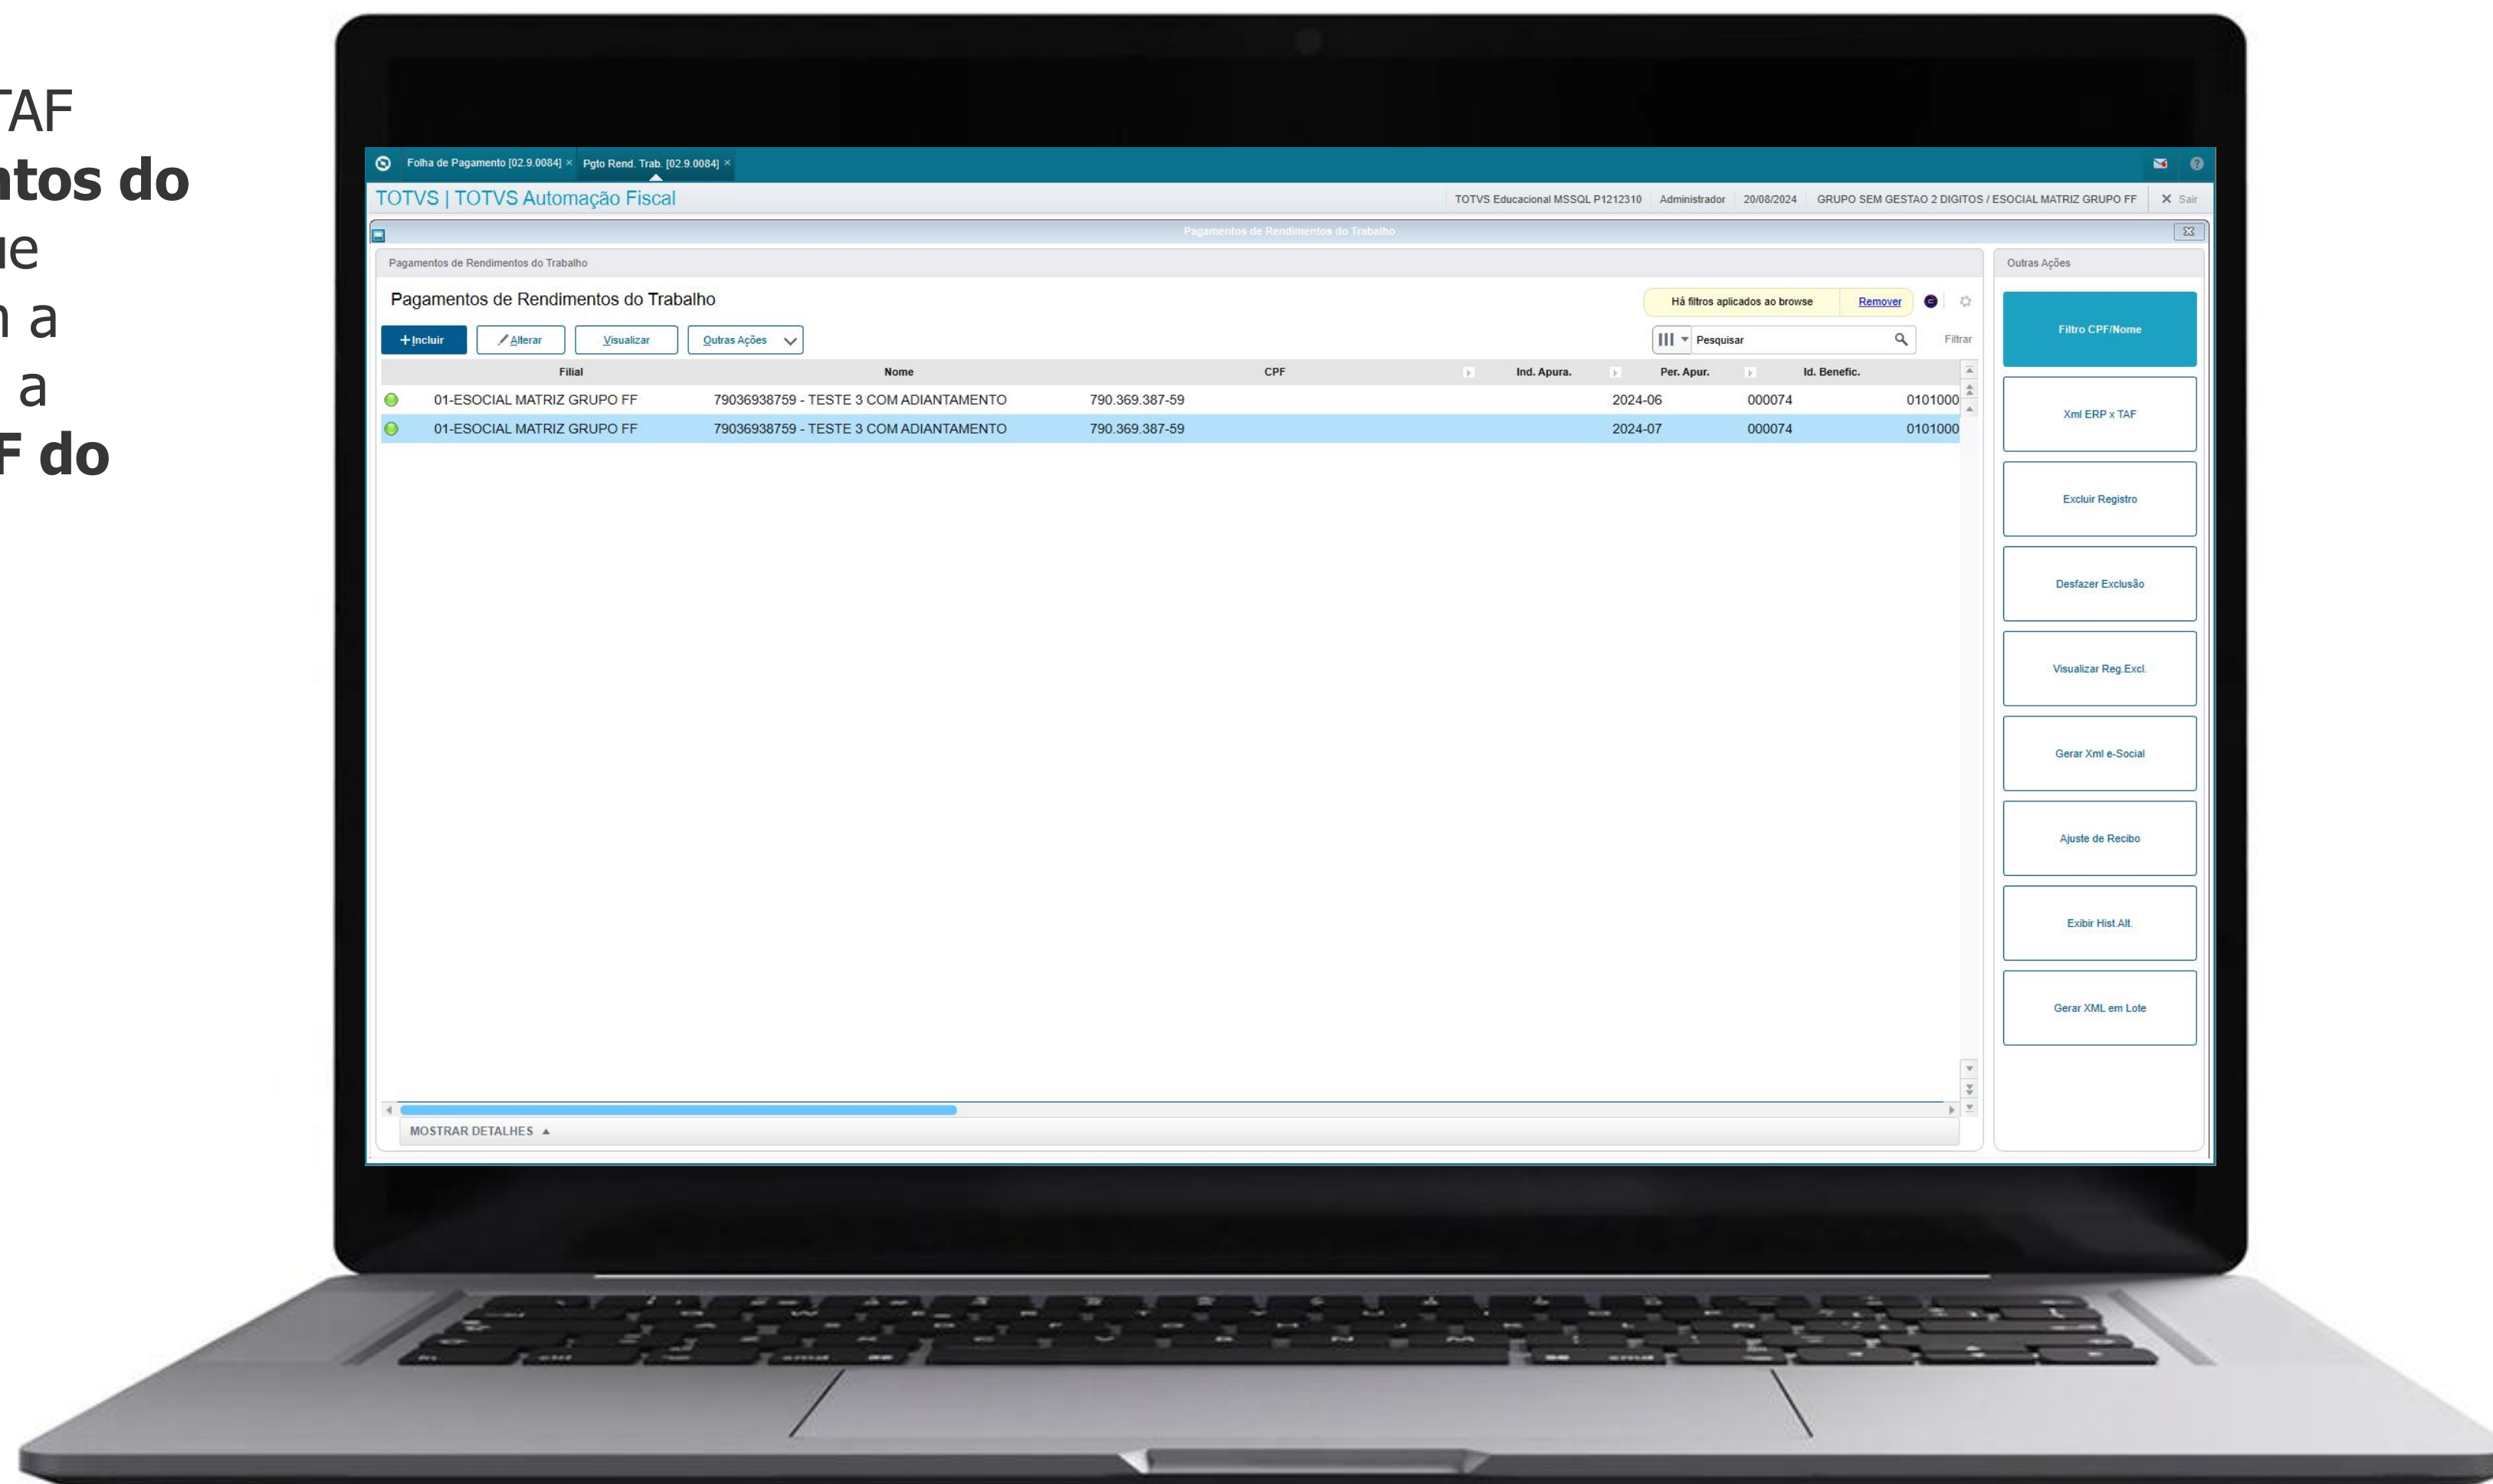 TAF
ntos do
ue
n a
a
F do
Folha de Pagamento [02.9.0084] × Pgto Rend. Trab. [02.9.0084] ×
TOTVS | TOTVS Automação Fiscal TOTVS Educacional MSSQL P1212310 Administrador 20/08/2024 GRUPO SEM GESTAO 2 DIGITOS / ESOCIAL MATRIZ GRUPO FF × Sair
Pagamentos de Rendimentos do Trabalho
Pagamentos de Rendimentos do Trabalho
Outras Ações
Pagamentos de Rendimentos do Trabalho
Há filtros aplicados ao browse Remover
+ Incluir Alterar Visualizar Outras Ações
Pesquisar Filtrar
Filial Nome CPF Ind. Apura. Per. Apur. Id. Benefic.
01-ESOCIAL MATRIZ GRUPO FF 79036938759 - TESTE 3 COM ADIANTAMENTO 790.369.387-59 2024-06 000074 0101000
01-ESOCIAL MATRIZ GRUPO FF 79036938759 - TESTE 3 COM ADIANTAMENTO 790.369.387-59 2024-07 000074 0101000
MOSTRAR DETALHES
Filtro CPF/Nome
Xml ERP x TAF
Excluir Registro
Desfazer Exclusão
Visualizar Reg.Excl.
Gerar Xml e-Social
Ajuste de Recibo
Exibir Hist.Alt.
Gerar XML em Lote